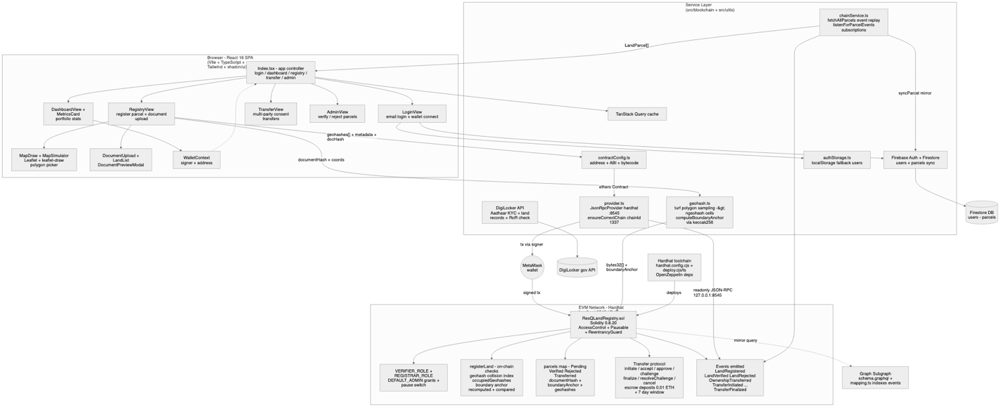 Service Layer
(src/blockchain + src/utils)
chainService.ts
fetchAllParcels event replay
listenForParcelEvents
subscriptions
LandParcel[]
Browser - React 18 SPA
(Vite + TypeScript +
Tailwind + shadcn/ui)
Index.tsx - app controller
login / dashboard / registry /
transfer / admin
syncParcel mirror
DashboardView +
MetricsCard
portfolio stats
RegistryView
register parcel + document
upload
TransferView
multi-party consent
transfers
AdminView
verify / reject parcels
LoginView
email login + wallet connect
TanStack Query cache
geohashes[] + metadata +
docHash
MapDraw + MapSimulator
Leaflet + leaflet-draw
polygon picker
DocumentUpload +
LandList
DocumentPreviewModal
WalletContext
signer + address
documentHash + coords
contractConfig.ts
address + ABI + bytecode
authStorage.ts
localStorage fallback users
Firebase Auth + Firestore
users + parcels sync
ethers Contract
DigiLocker API
Aadhaar KYC + land
records + RoR check
provider.ts
JsonRpcProvider hardhat
:8545
ensureCorrectChain chainId
1337
geohash.ts
turf polygon sampling -&gt;
ngeohash cells
computeBoundaryAnchor
via keccak256
Firestore DB
users - parcels
tx via signer
MetaMask
wallet
DigiLocker gov API
bytes32[] +
boundaryAnchor
Hardhat toolchain
hardhat.config.cjs +
deploy.cjs/ts
OpenZeppelin deps
signed tx
deploys
readonly JSON-RPC
127.0.0.1:8545
EVM Network - Hardhat
ResQLandRegistry.sol
Solidity 0.8.20
AccessControl + Pausable
+ ReentrancyGuard
mirror query
VERIFIER_ROLE +
REGISTRAR_ROLE
DEFAULT_ADMIN grants +
pause switch
registerLand - on-chain
checks
geohash collision index
occupiedGeohashes
boundary anchor
recomputed + compared
parcels map - Pending
Verified Rejected
Transferred
documentHash +
boundaryAnchor +
geohashes
Transfer protocol
initiate / accept / approve /
challenge
finalize / resolveChallenge /
cancel
escrow deposits 0.01 ETH
+ 7 day window
Events emitted
LandRegistered
LandVerified LandRejected
OwnershipTransferred
TransferInitiated ...
TransferFinalized
Graph Subgraph
schema.graphql +
mapping.ts indexes events